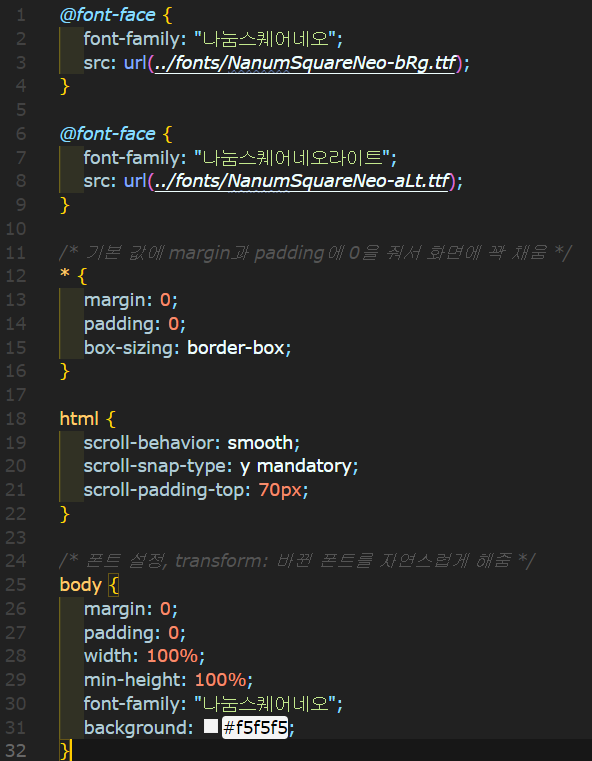 1 @font-face {
2 font-family: "나눔스퀘어네오";
3 src: url(../fonts/NanumSquareNeo-bRg.ttf);
4 }
5
6 @font-face {
7 font-family: "나눔스퀘어네오라이트";
8 src: url(../fonts/NanumSquareNeo-aLt.ttf);
9 }
10
11 /* 기본 값에 margin과 padding에 0을 줘서 화면에 꽉 채움 */
12 * {
13 margin: 0;
14 padding: 0;
15 box-sizing: border-box;
16 }
17
18 html {
19 scroll-behavior: smooth;
20 scroll-snap-type: y mandatory;
21 scroll-padding-top: 70px;
22 }
23
24 /* 폰트 설정, transform: 바뀐 폰트를 자연스럽게 해줌 */
25 body {
26 margin: 0;
27 padding: 0;
28 width: 100%;
29 min-height: 100%;
30 font-family: "나눔스퀘어네오";
31 background: #f5f5f5;
32 }